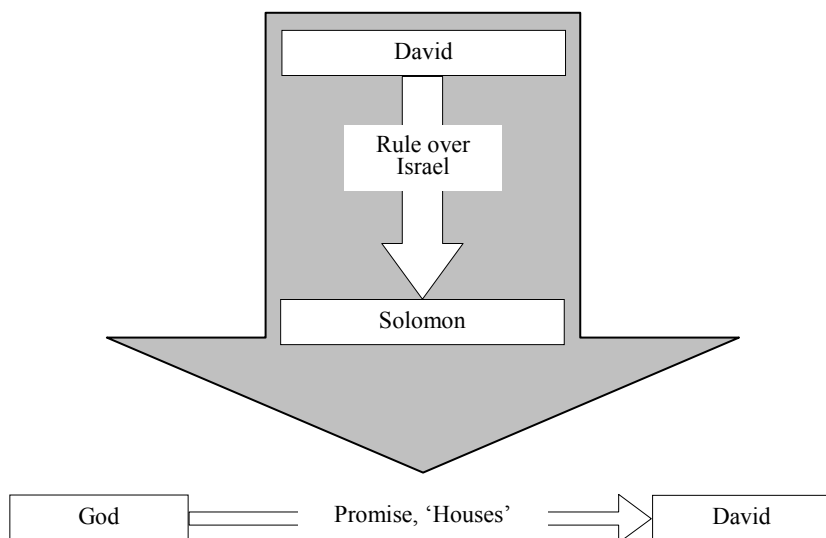 David
Rule over
Israel
Solomon
God
Promise, ‘Houses’
David